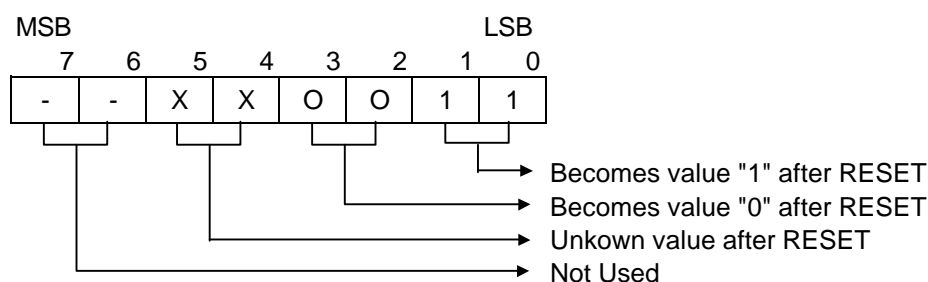 MSB LSB
7 6 5 4 3 2 1 0
- - X X O O 1 1
Becomes value "1" after RESET
Becomes value "0" after RESET
Unkown value after RESET
Not Used